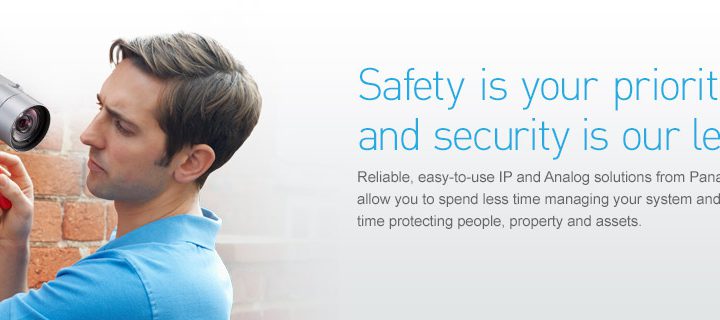 Safety is your priorit
and security is our le
Reliable, easy-to-use IP and Analog solutions from Pana
allow you to spend less time managing your system and
time protecting people, property and assets.